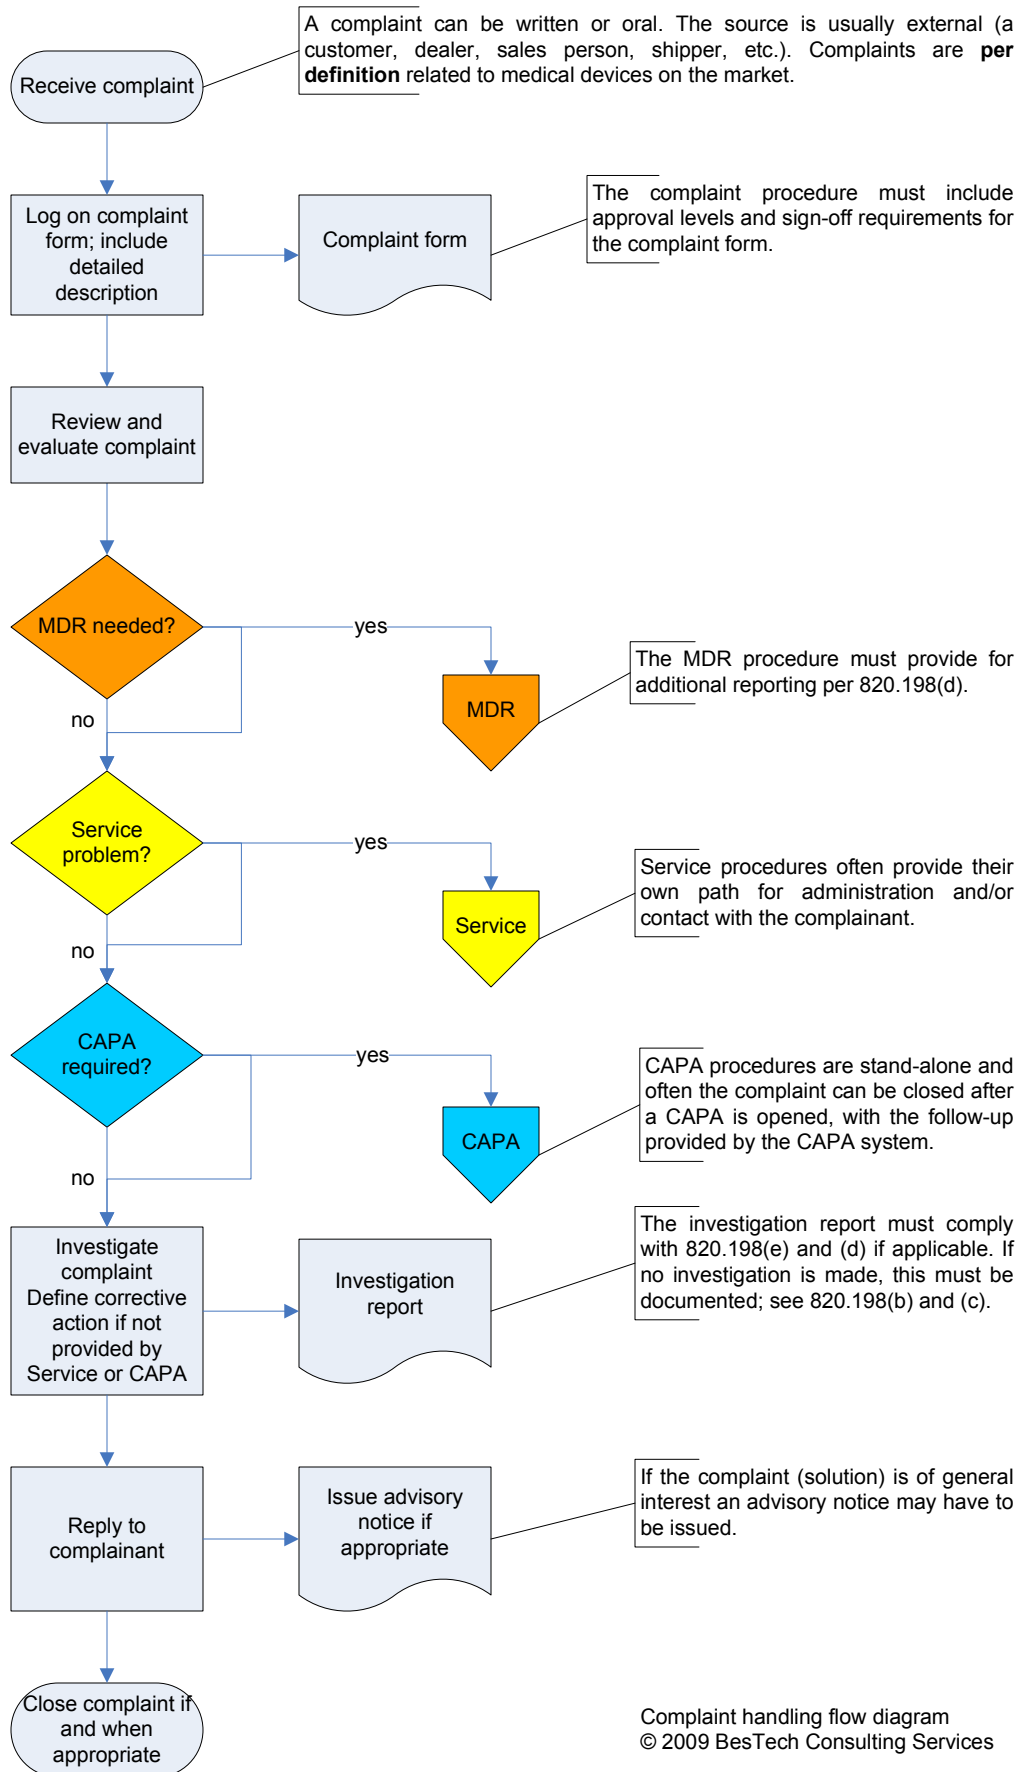 A complaint can be written or oral. The source is usually external (a
customer, dealer, sales person, shipper, etc.). Complaints are per
definition related to medical devices on the market.
Receive complaint
Log on complaint
form; include
detailed
description
Complaint form
The complaint procedure must include
approval levels and sign-off requirements for
the complaint form.
Review and
evaluate complaint
MDR needed?
yes
no
MDR
The MDR procedure must provide for
additional reporting per 820.198(d).
Service
problem?
yes
no
Service
Service procedures often provide their
own path for administration and/or
contact with the complainant.
CAPA
required?
yes
no
CAPA
CAPA procedures are stand-alone and
often the complaint can be closed after
a CAPA is opened, with the follow-up
provided by the CAPA system.
Investigate
complaint
Define corrective
action if not
provided by
Service or CAPA
Investigation
report
The investigation report must comply
with 820.198(e) and (d) if applicable. If
no investigation is made, this must be
documented; see 820.198(b) and (c).
Reply to
complainant
Issue advisory
notice if
appropriate
If the complaint (solution) is of general
interest an advisory notice may have to
be issued.
Close complaint if
and when
appropriate
Complaint handling flow diagram
© 2009 BesTech Consulting Services